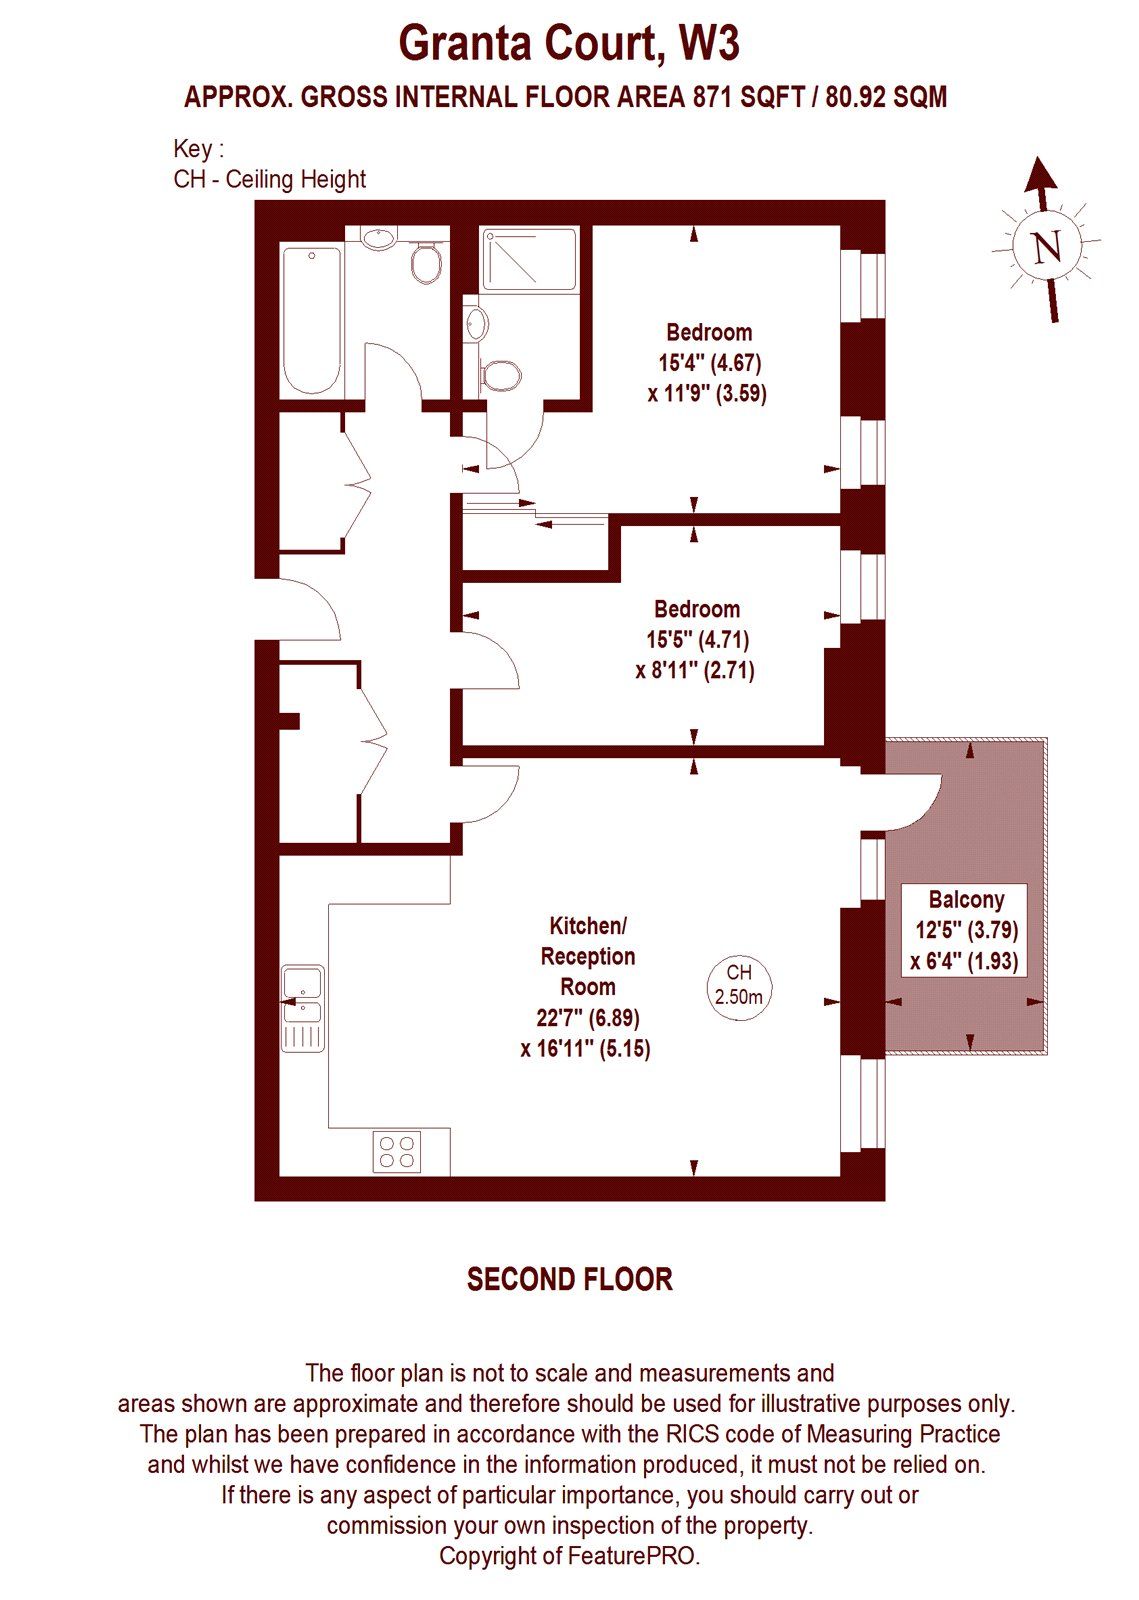 Granta Court, W3
APPROX. GROSS INTERNAL FLOOR AREA 871 SQFT / 80.92 SQM
Key :
CH - Ceiling Height
N
Bedroom
15'4" (4.67)
x 11'9" (3.59)
Bedroom
15'5" (4.71)
x 8'11" (2.71)
Balcony
12'5" (3.79)
x 6'4" (1.93)
Kitchen/
Reception
Room
22'7" (6.89)
x 16'11" (5.15)
CH
2.50m
SECOND FLOOR
The floor plan is not to scale and measurements and
areas shown are approximate and therefore should be used for illustrative purposes only.
The plan has been prepared in accordance with the RICS code of Measuring Practice
and whilst we have confidence in the information produced, it must not be relied on.
If there is any aspect of particular importance, you should carry out or
commission your own inspection of the property.
Copyright of FeaturePRO.